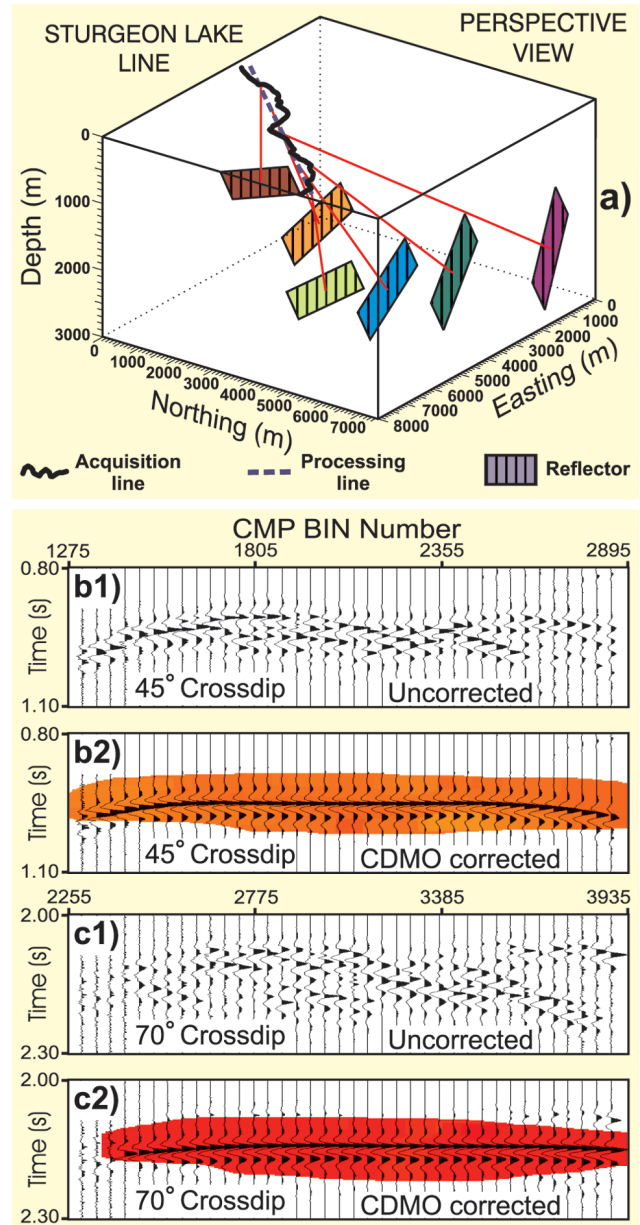 STURGEON LAKE
LINE
PERSPECTIVE
VIEW
a)
Depth (m)
0
1000
2000
3000
0
1000
2000
3000
4000
5000
6000
7000
Northing (m)
8000
7000
6000
5000
4000
3000
2000
1000
0
Easting (m)
Acquisition
line
Processing
line
Reflector
CMP BIN Number
1275 1805 2355 2895
b1)
0.80
Time (s)
1.10
45° Crossdip Uncorrected
b2)
0.80
Time (s)
1.10
45° Crossdip CDMO corrected
2255 2775 3385 3935
c1)
2.00
Time (s)
2.30
70° Crossdip Uncorrected
c2)
2.00
Time (s)
2.30
70° Crossdip CDMO corrected